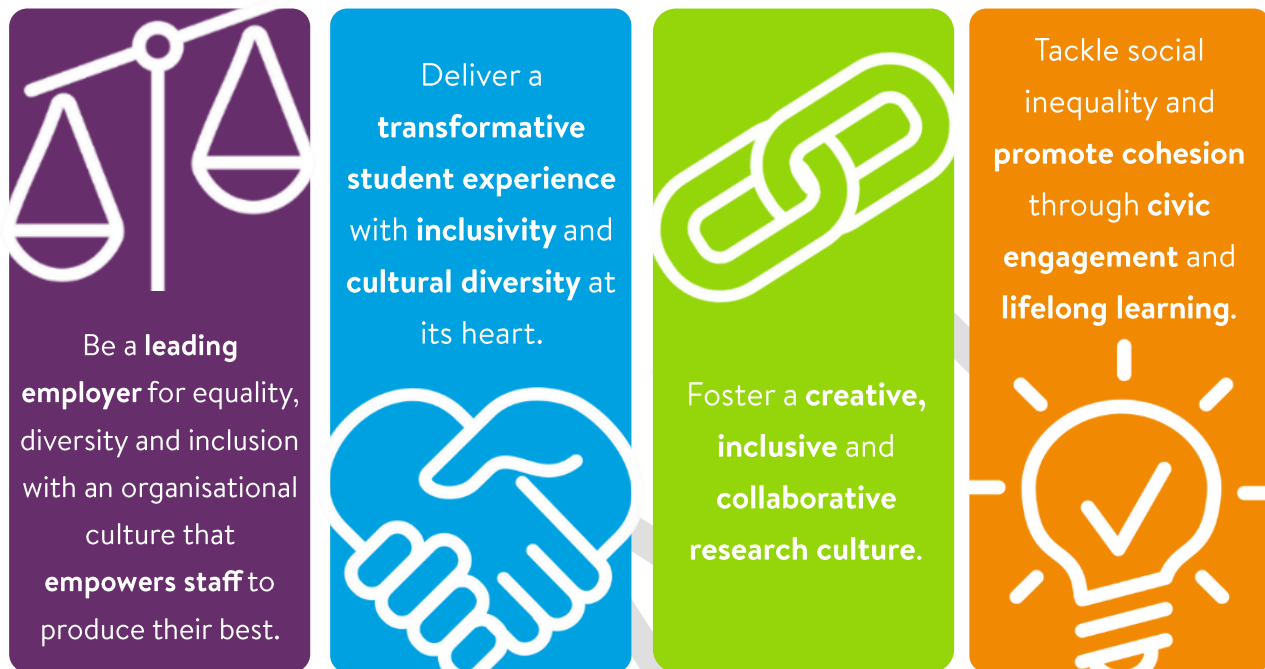 Be a leading
employer for equality,
diversity and inclusion
with an organisational
culture that
empowers staff to
produce their best.
Deliver a
transformative
student experience
with inclusivity and
cultural diversity at
its heart.
Foster a creative,
inclusive and
collaborative
research culture.
Tackle social
inequality and
promote cohesion
through civic
engagement and
lifelong learning.